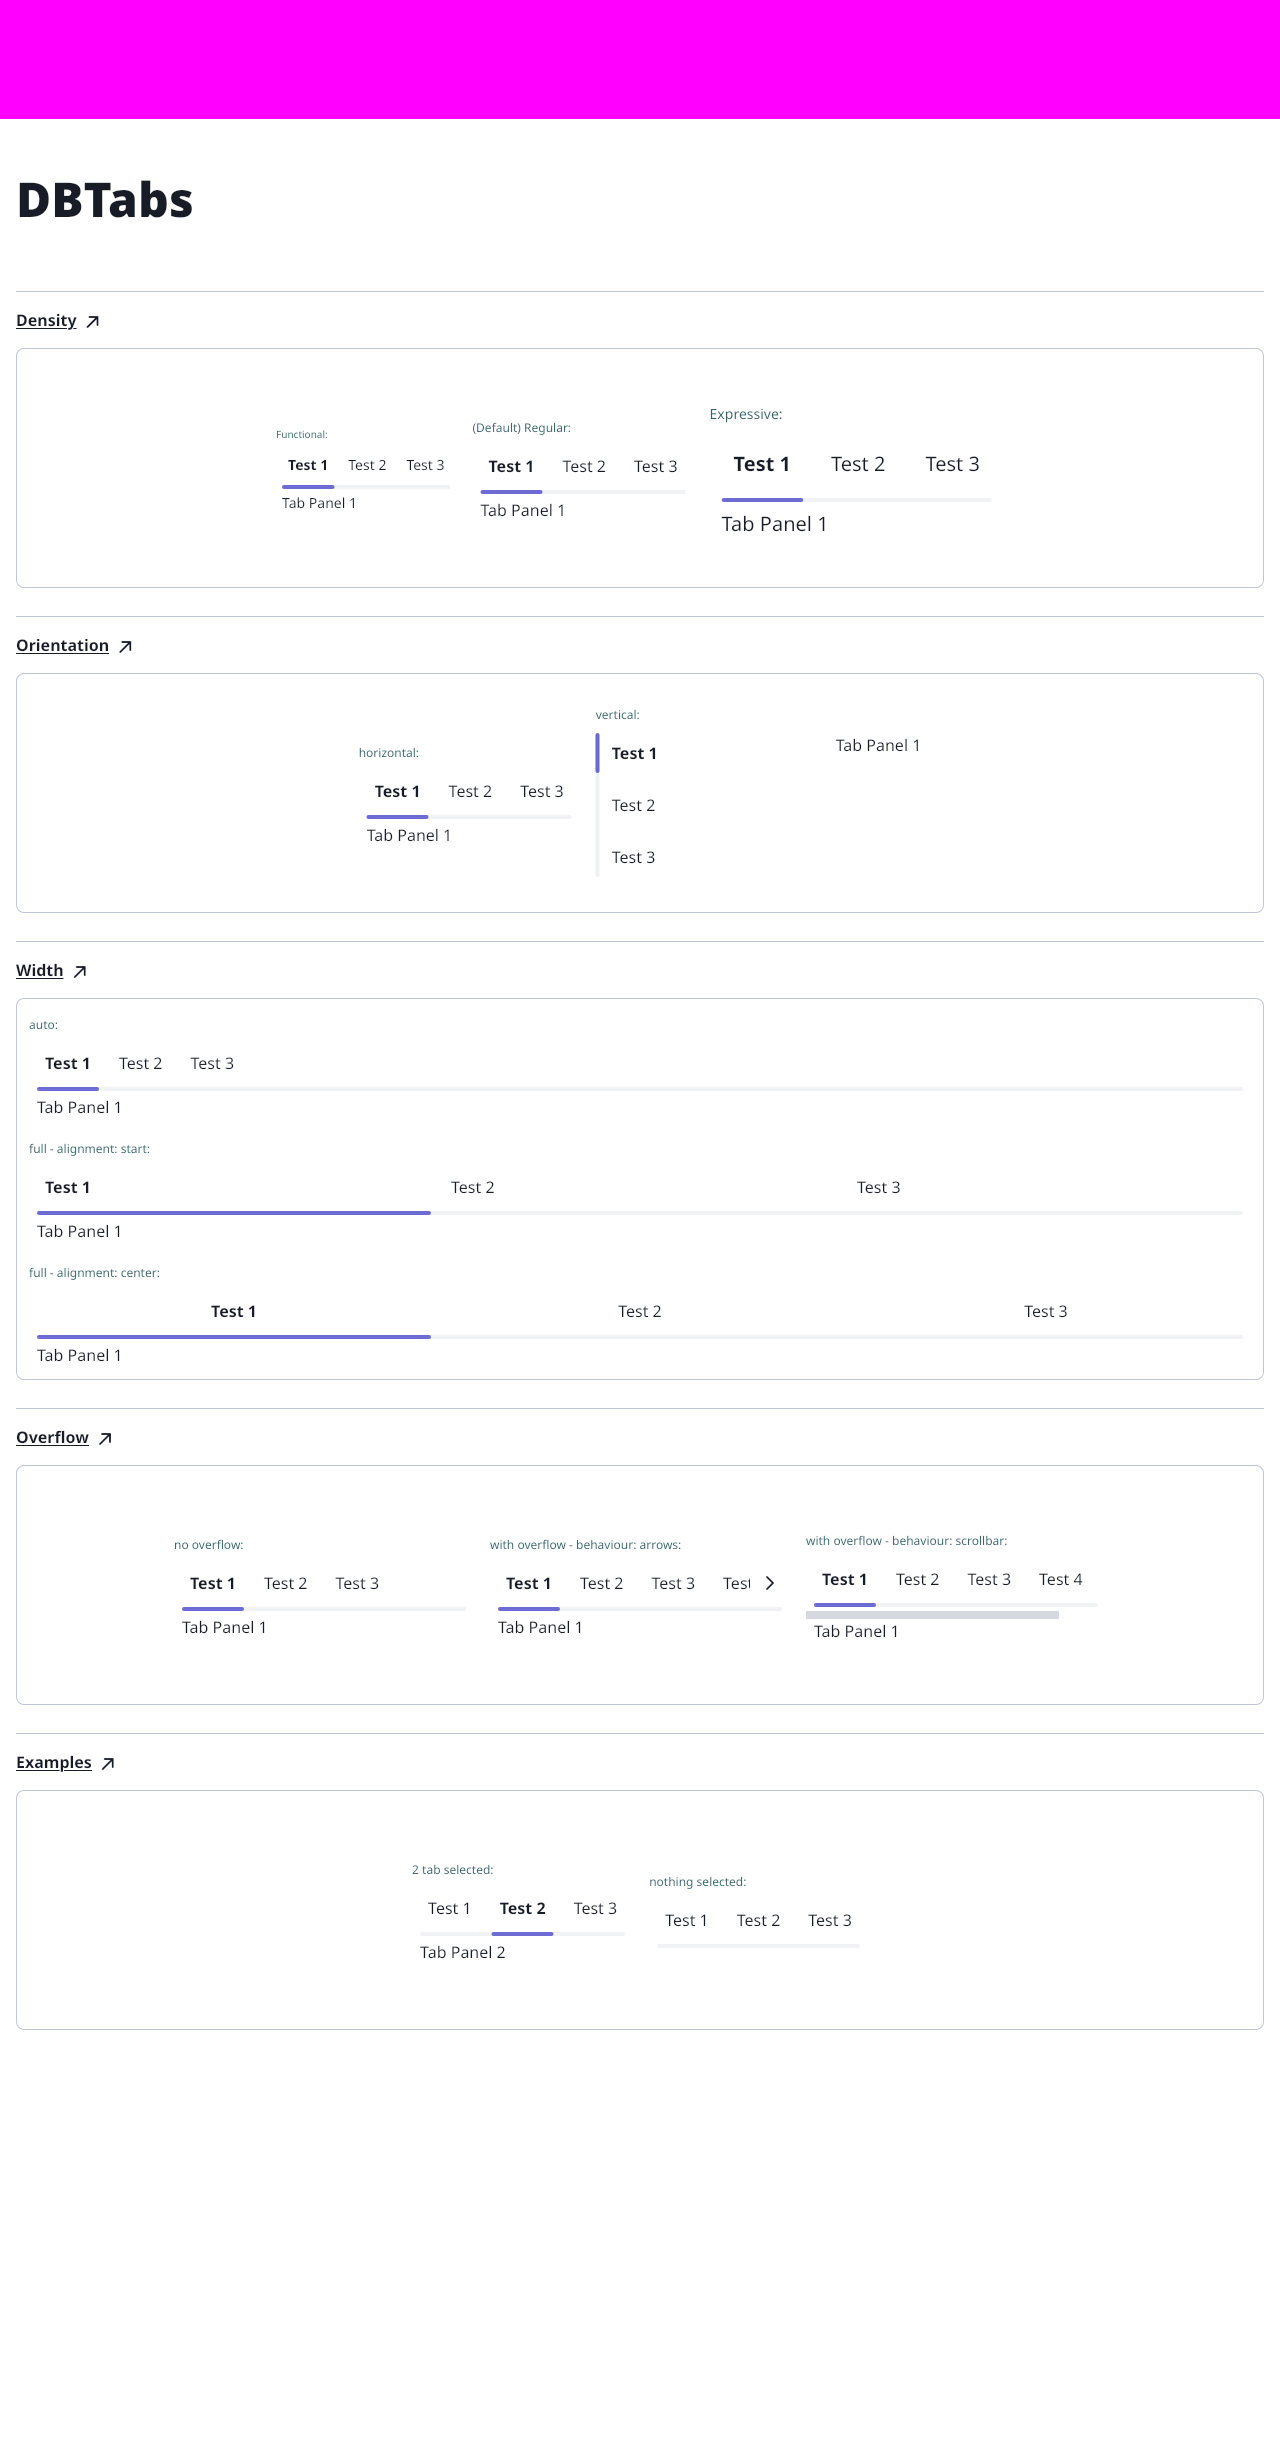 DBTabs
Density
Functional:
Test 1 Test 2 Test 3
Tab Panel 1
(Default) Regular:
Test 1 Test 2 Test 3
Tab Panel 1
Expressive:
Test 1 Test 2 Test 3
Tab Panel 1
Orientation
horizontal:
Test 1 Test 2 Test 3
Tab Panel 1
vertical:
Test 1
Test 2
Test 3
Tab Panel 1
Width
auto:
Test 1 Test 2 Test 3
Tab Panel 1
full - alignment: start:
Test 1 Test 2 Test 3
Tab Panel 1
full - alignment: center:
Test 1 Test 2 Test 3
Tab Panel 1
Overflow
no overflow:
Test 1 Test 2 Test 3
Tab Panel 1
with overflow - behaviour: arrows:
Test 1 Test 2 Test 3 Test
Tab Panel 1
with overflow - behaviour: scrollbar:
Test 1 Test 2 Test 3 Test 4
Tab Panel 1
Examples
2 tab selected:
Test 1 Test 2 Test 3
Tab Panel 2
nothing selected:
Test 1 Test 2 Test 3